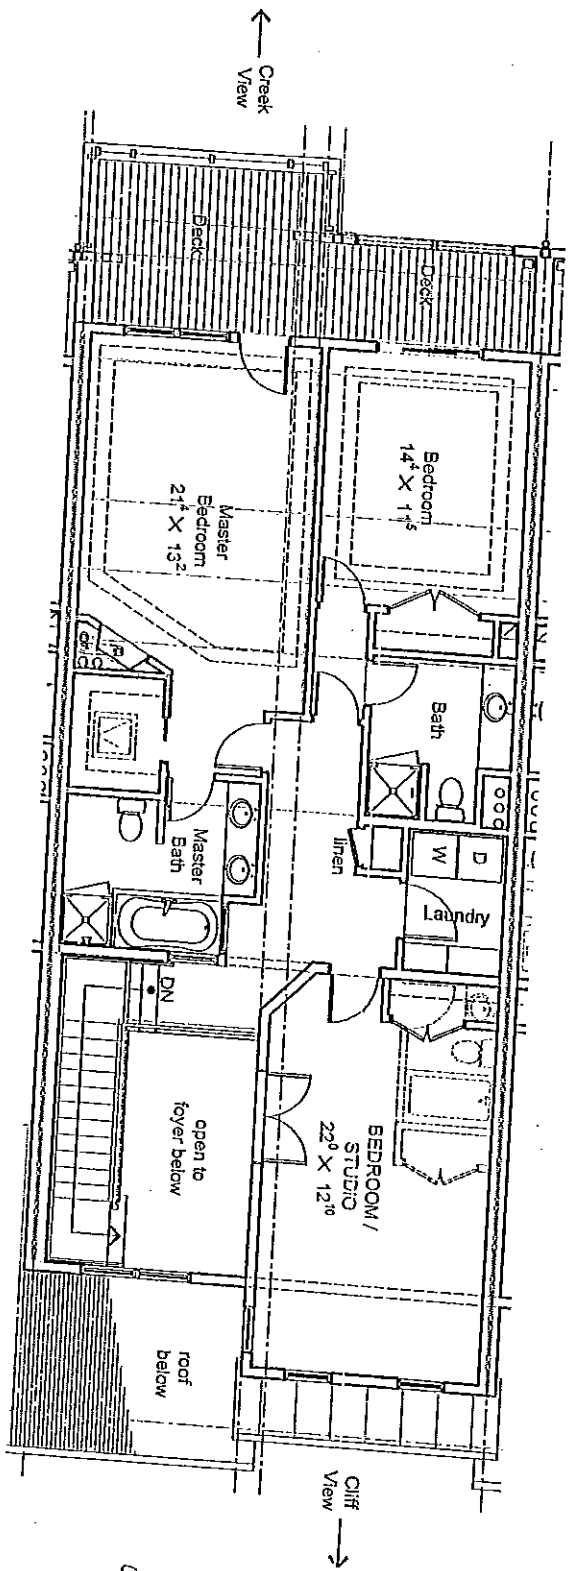 Creek
View
Deck
Deck
Bedroom
14⁴ X 11⁵
Master
Bedroom
21⁴ X 13²
Bath
linen
W
D
Laundry
Master
Bath
DN
open to
foyer below
BEDROOM /
STUDIO
22⁰ X 12¹⁰
roof
below
Cliff
View